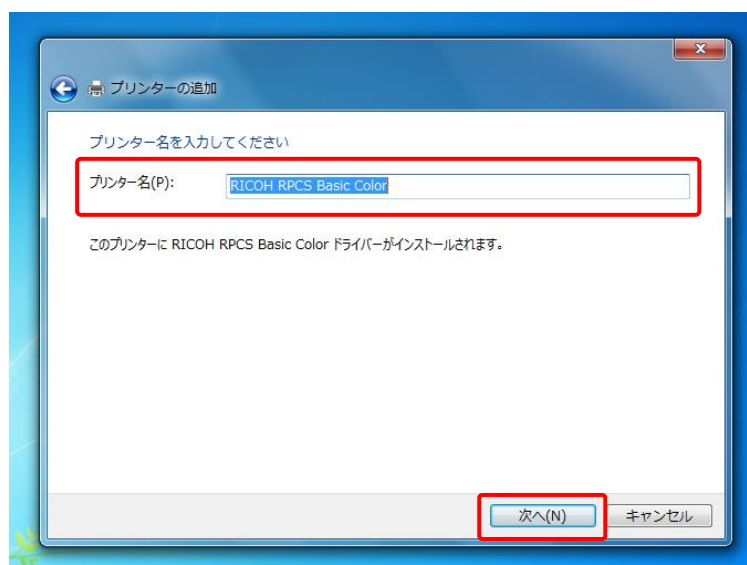 プリンターの追加
プリンター名を入力してください
プリンター名(P): RICOH RPCS Basic Color
このプリンターに RICOH RPCS Basic Color ドライバーがインストールされます。
次へ(N) キャンセル